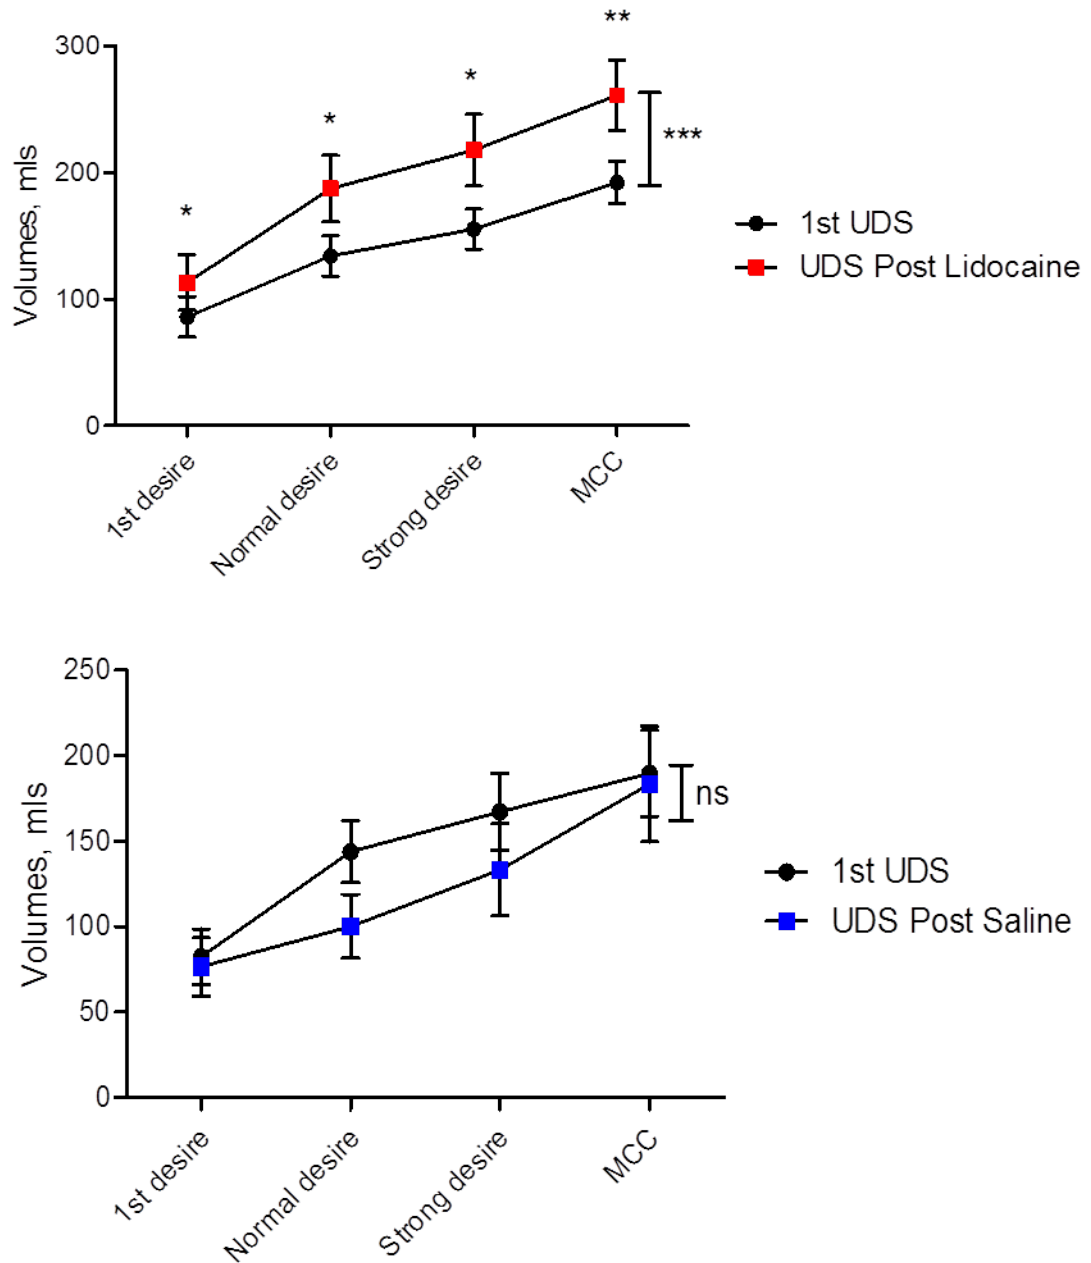 300
200
100
0
Volumes, mls
*
*
*
**
***
1st desire
Normal desire
Strong desire
MCC
1st UDS
UDS Post Lidocaine
250
200
150
100
50
0
Volumes, mls
ns
1st desire
Normal desire
Strong desire
MCC
1st UDS
UDS Post Saline